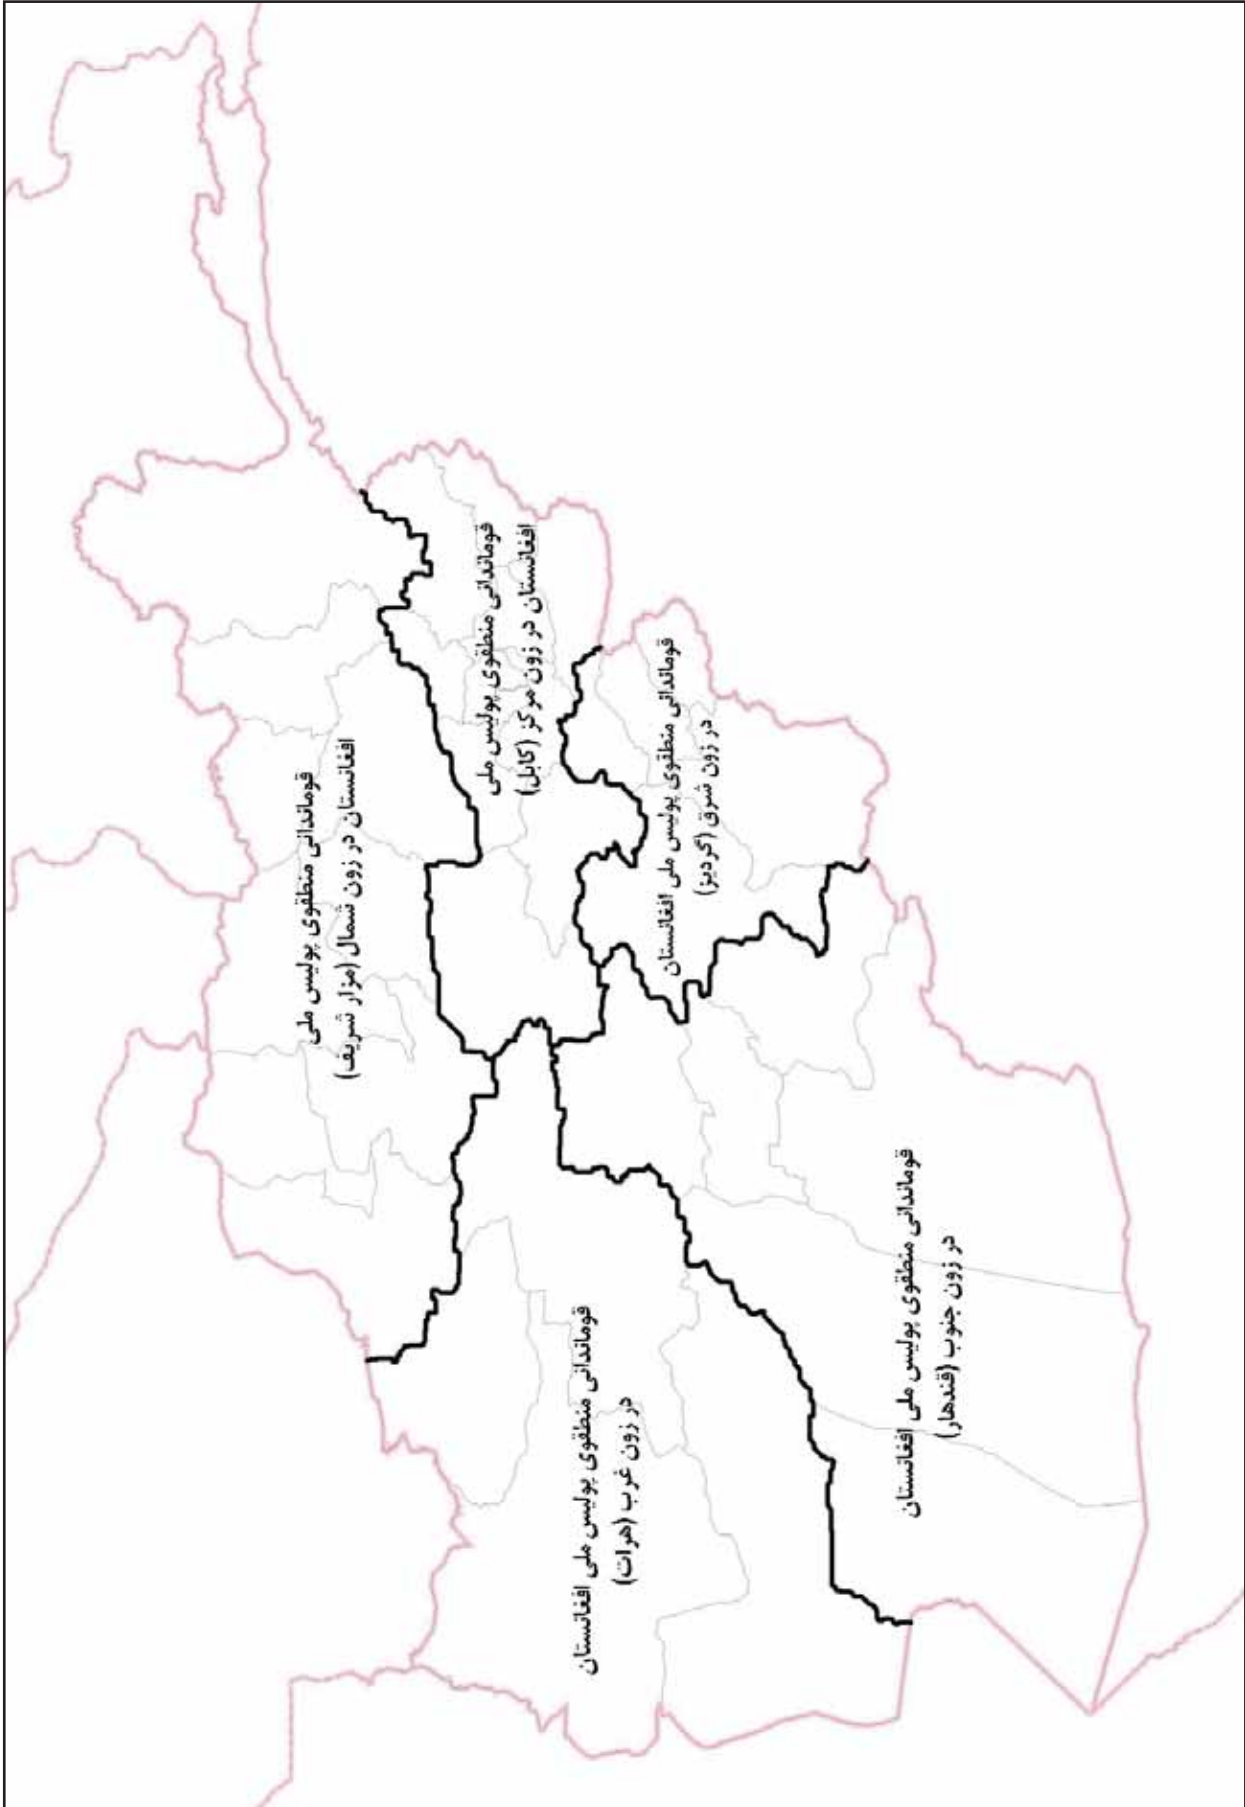 قوماندانی منطقوی پولیس ملی
افغانستان در زون شمال (مزار شریف)
قوماندانی منطقوی پولیس ملی
افغانستان در زون مرکز (کابل)
قوماندانی منطقوی پولیس ملی افغانستان
در زون شرق (گردیز)
قوماندانی منطقوی پولیس ملی افغانستان
در زون غرب (هرات)
قوماندانی منطقوی پولیس ملی افغانستان
در زون جنوب (قندهار)